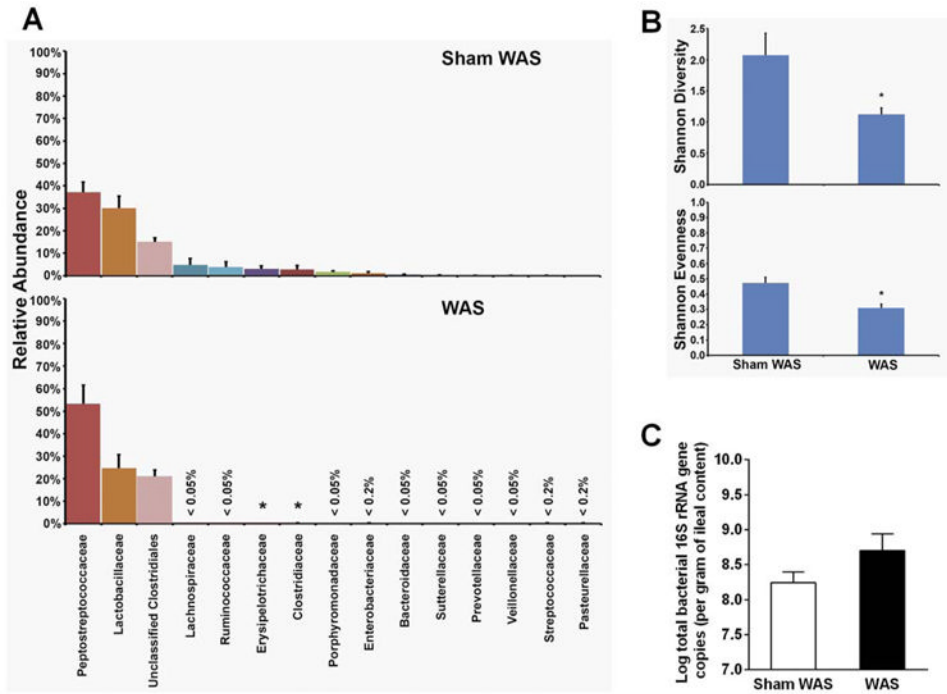 A
Sham WAS
100%
90%
80%
70%
60%
50%
40%
30%
20%
10%
0%
Relative Abundance
WAS
100%
90%
80%
70%
60%
50%
40%
30%
20%
10%
0%
< 0.05%
< 0.05%
*
*
< 0.05%
< 0.2%
< 0.05%
< 0.05%
< 0.05%
< 0.05%
< 0.2%
< 0.2%
Peptostreptococcaceae
Lactobacillaceae
Unclassified Clostridiales
Lachnospiraceae
Ruminococcaceae
Erysipelotrichaceae
Clostridiaceae
Porphyromonadaceae
Enterobacteriaceae
Bacteroidaceae
Sutterellaceae
Prevotellaceae
Veillonellaceae
Streptococcaceae
Pasteurellaceae
B
Shannon Diversity
2.5
2.0
1.5
1.0
0.5
0.0
*
Shannon Evenness
1.0
0.9
0.8
0.7
0.6
0.5
0.4
0.3
0.2
0.1
0.0
*
Sham WAS
WAS
C
Log total bacterial 16S rRNA gene
copies (per gram of ileal content)
10.0
9.5
9.0
8.5
8.0
7.5
7.0
Sham WAS
WAS